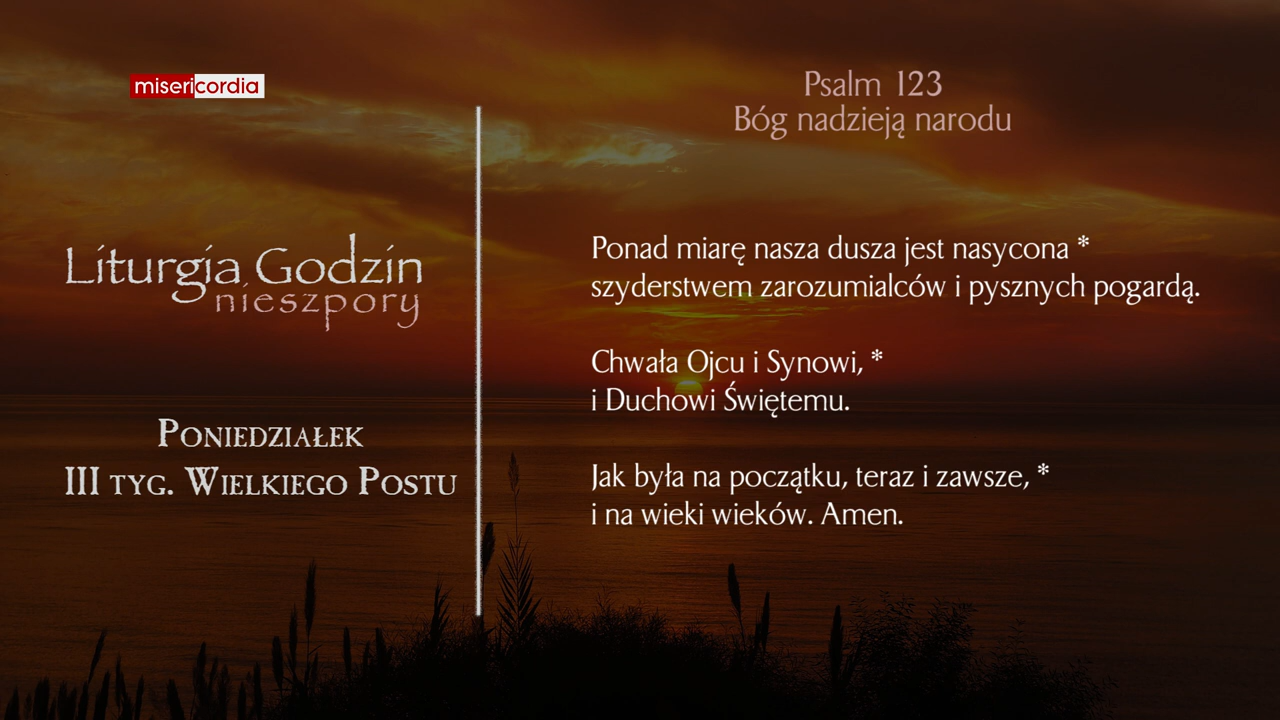 misericordia
Liturgia Godzin
nieszpory
Poniedziałek
III tyg. Wielkiego Postu
Psalm 123
Bóg nadzieją narodu
Ponad miarę nasza dusza jest nasycona *
szyderstwem zarozumialców i pysznych pogardą.
Chwała Ojcu i Synowi, *
i Duchowi Świętemu.
Jak była na początku, teraz i zawsze, *
i na wieki wieków. Amen.